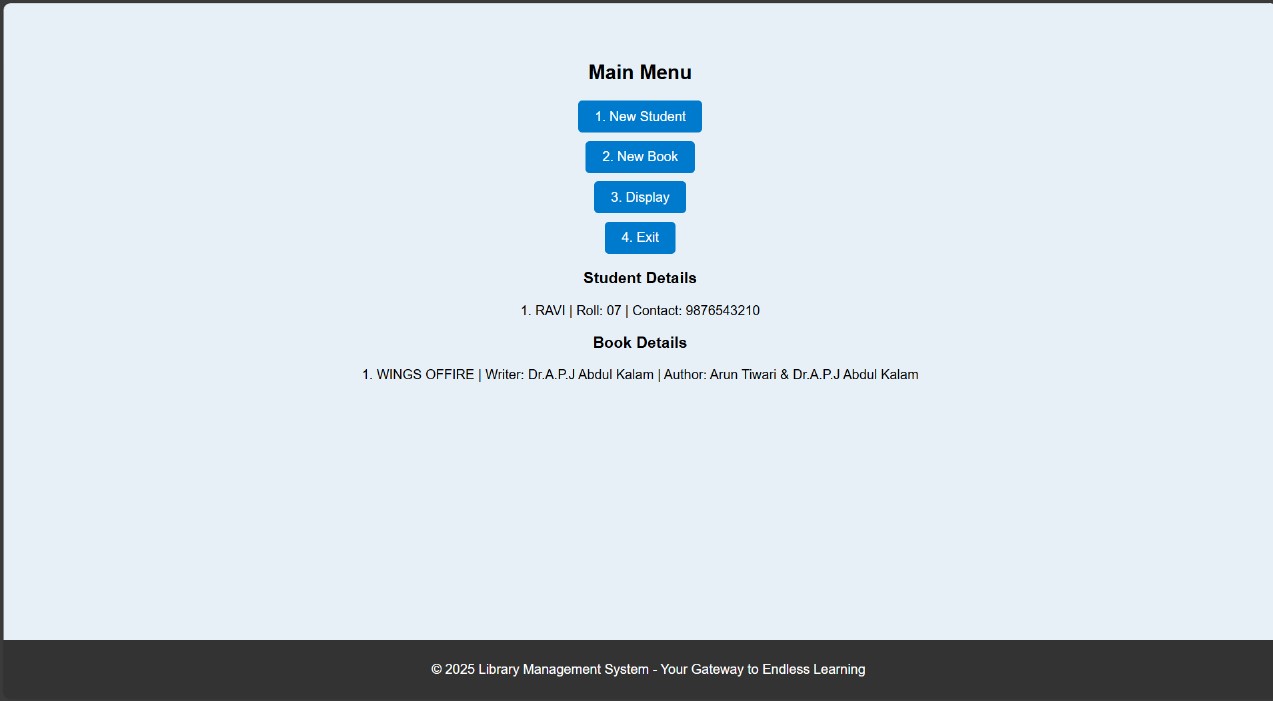 Main Menu
1. New Student
2. New Book
3. Display
4. Exit
Student Details
1. RAVI | Roll: 07 | Contact: 9876543210
Book Details
1. WINGS OFFIRE | Writer: Dr.A.P.J Abdul Kalam | Author: Arun Tiwari & Dr.A.P.J Abdul Kalam
© 2025 Library Management System - Your Gateway to Endless Learning